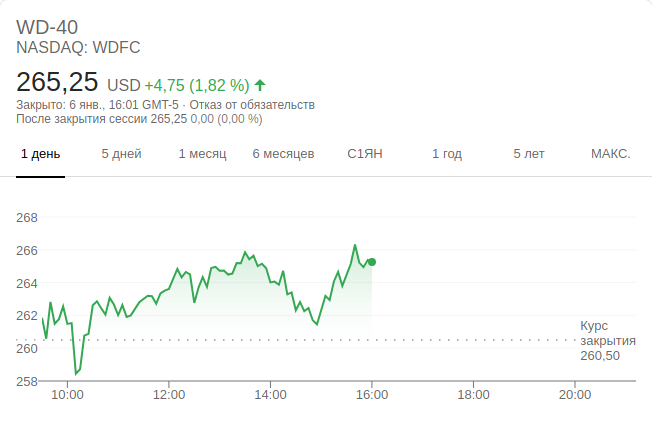 WD-40
NASDAQ: WDFC
265,25 USD +4,75 (1,82 %)
Закрыто: 6 янв., 16:01 GMT-5 · Отказ от обязательств
После закрытия сессии 265,25 0,00 (0,00 %)
1 день 5 дней 1 месяц 6 месяцев С1ЯН 1 год 5 лет МАКС.
268
266
264
262
Курс
закрытия
260,50
260
258
10:00 12:00 14:00 16:00 18:00 20:00